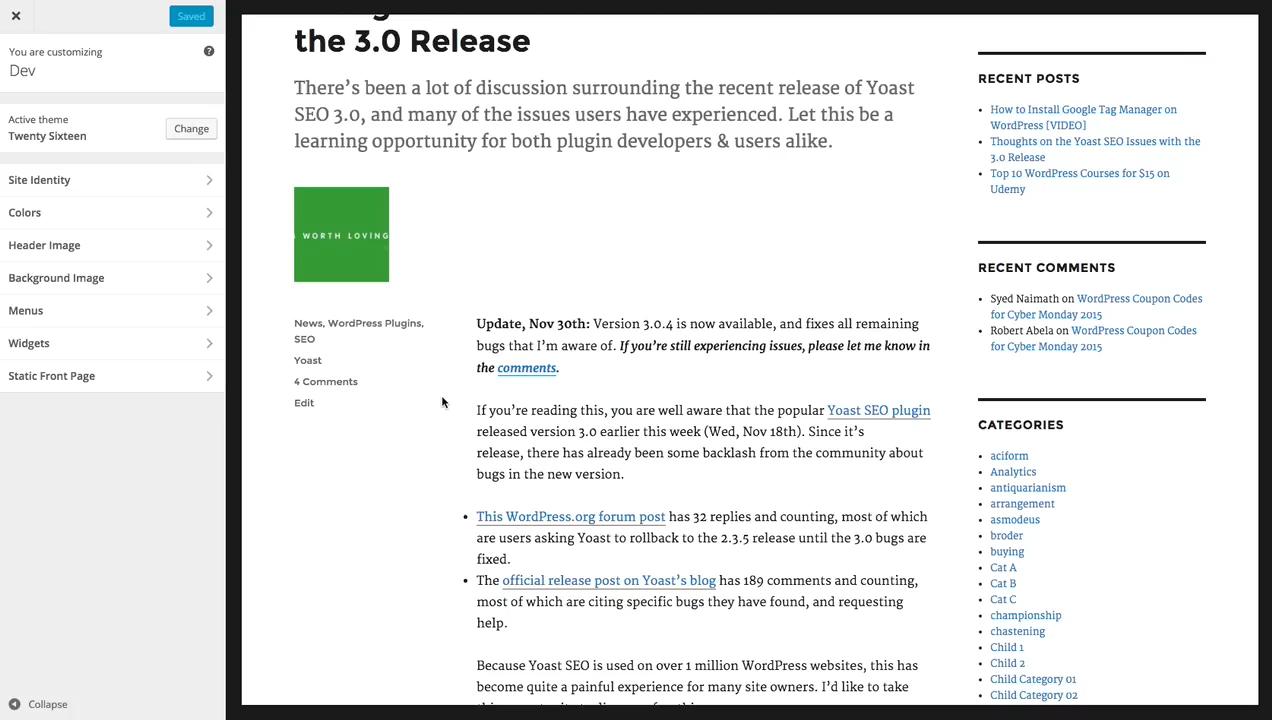 Saved
You are customizing
Dev
Active theme
Twenty Sixteen
Change
Site Identity
Colors
Header Image
Background Image
Menus
Widgets
Static Front Page
Collapse
the 3.0 Release
There's been a lot of discussion surrounding the recent release of Yoast
SEO 3.0, and many of the issues users have experienced. Let this be a
learning opportunity for both plugin developers & users alike.
WORTH LOVING
News, WordPress Plugins,
SEO
Yoast
4 Comments
Edit
Update, Nov 30th: Version 3.0.4 is now available, and fixes all remaining
bugs that I'm aware of. If you're still experiencing issues, please let me know in
the comments.
If you're reading this, you are well aware that the popular Yoast SEO plugin
released version 3.0 earlier this week (Wed, Nov 18th). Since it's
release, there has already been some backlash from the community about
bugs in the new version.
• This WordPress.org forum post has 32 replies and counting, most of which
are users asking Yoast to rollback to the 2.3.5 release until the 3.0 bugs are
fixed.
• The official release post on Yoast's blog has 189 comments and counting,
most of which are citing specific bugs they have found, and requesting
help.
Because Yoast SEO is used on over 1 million WordPress websites, this has
become quite a painful experience for many site owners. I'd like to take
RECENT POSTS
• How to Install Google Tag Manager on
WordPress [VIDEO]
• Thoughts on the Yoast SEO Issues with the
3.0 Release
• Top 10 WordPress Courses for $15 on
Udemy
RECENT COMMENTS
• Syed Naimath on WordPress Coupon Codes
for Cyber Monday 2015
• Robert Abela on WordPress Coupon Codes
for Cyber Monday 2015
CATEGORIES
• aciform
• Analytics
• antiquarianism
• arrangement
• asmodeus
• broder
• buying
• Cat A
• Cat B
• Cat C
• championship
• chastening
• Child 1
• Child 2
• Child Category 01
• Child Category 02